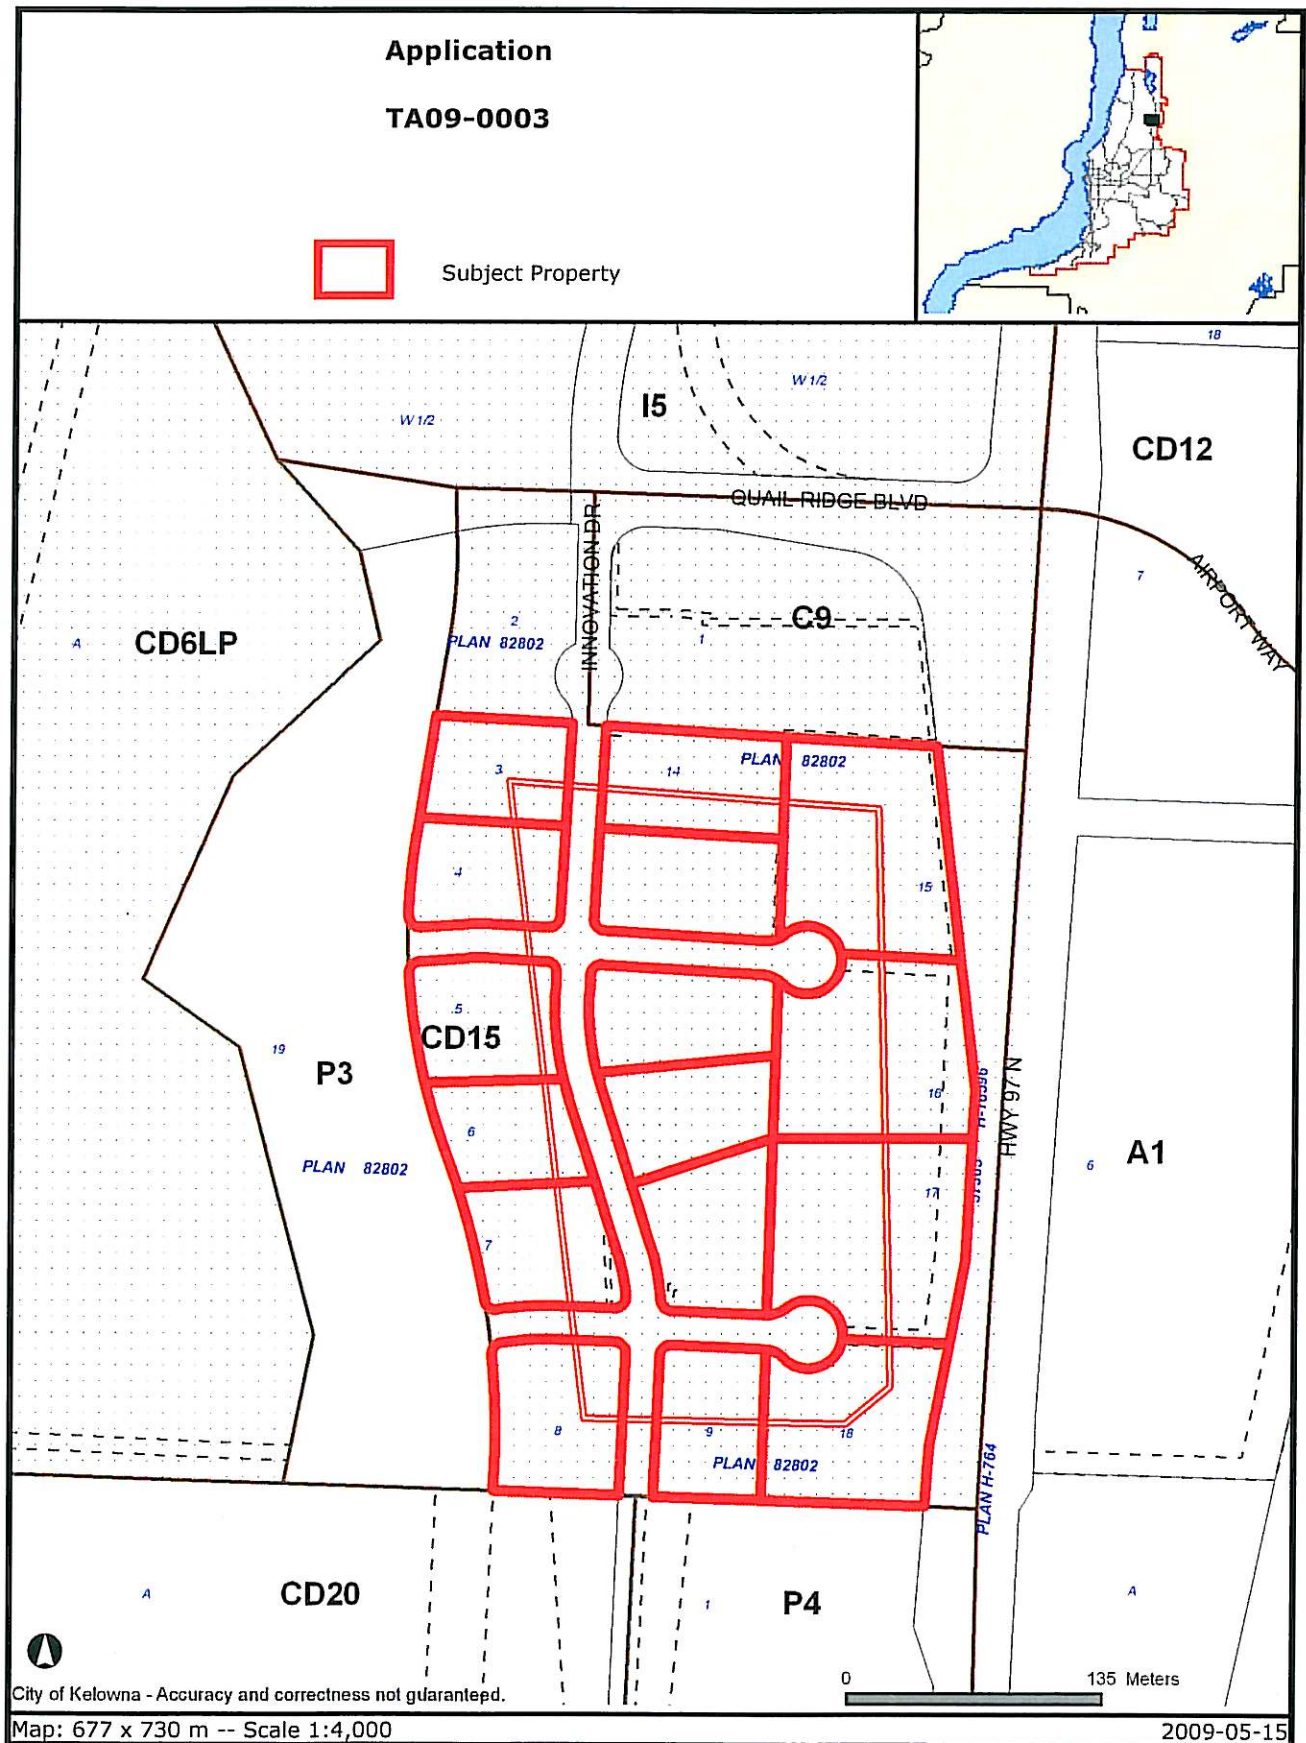 Application
TA09-0003
Subject Property
18
W 1/2
W 1/2
I5
CD12
QUAIL RIDGE BLVD
INNOVATION DR
AIRPORT WAY
7
C9
2
PLAN 82802
1
A
CD6LP
PLAN 82802
3
14
4
15
5
CD15
19
P3
16
HWY 97 N
6
PLAN 82802
17
6
A1
7
8
9
18
PLAN 82802
PLAN H-764
A
CD20
1
P4
A
0
135 Meters
City of Kelowna - Accuracy and correctness not guaranteed.
Map: 677 x 730 m -- Scale 1:4,000
2009-05-15